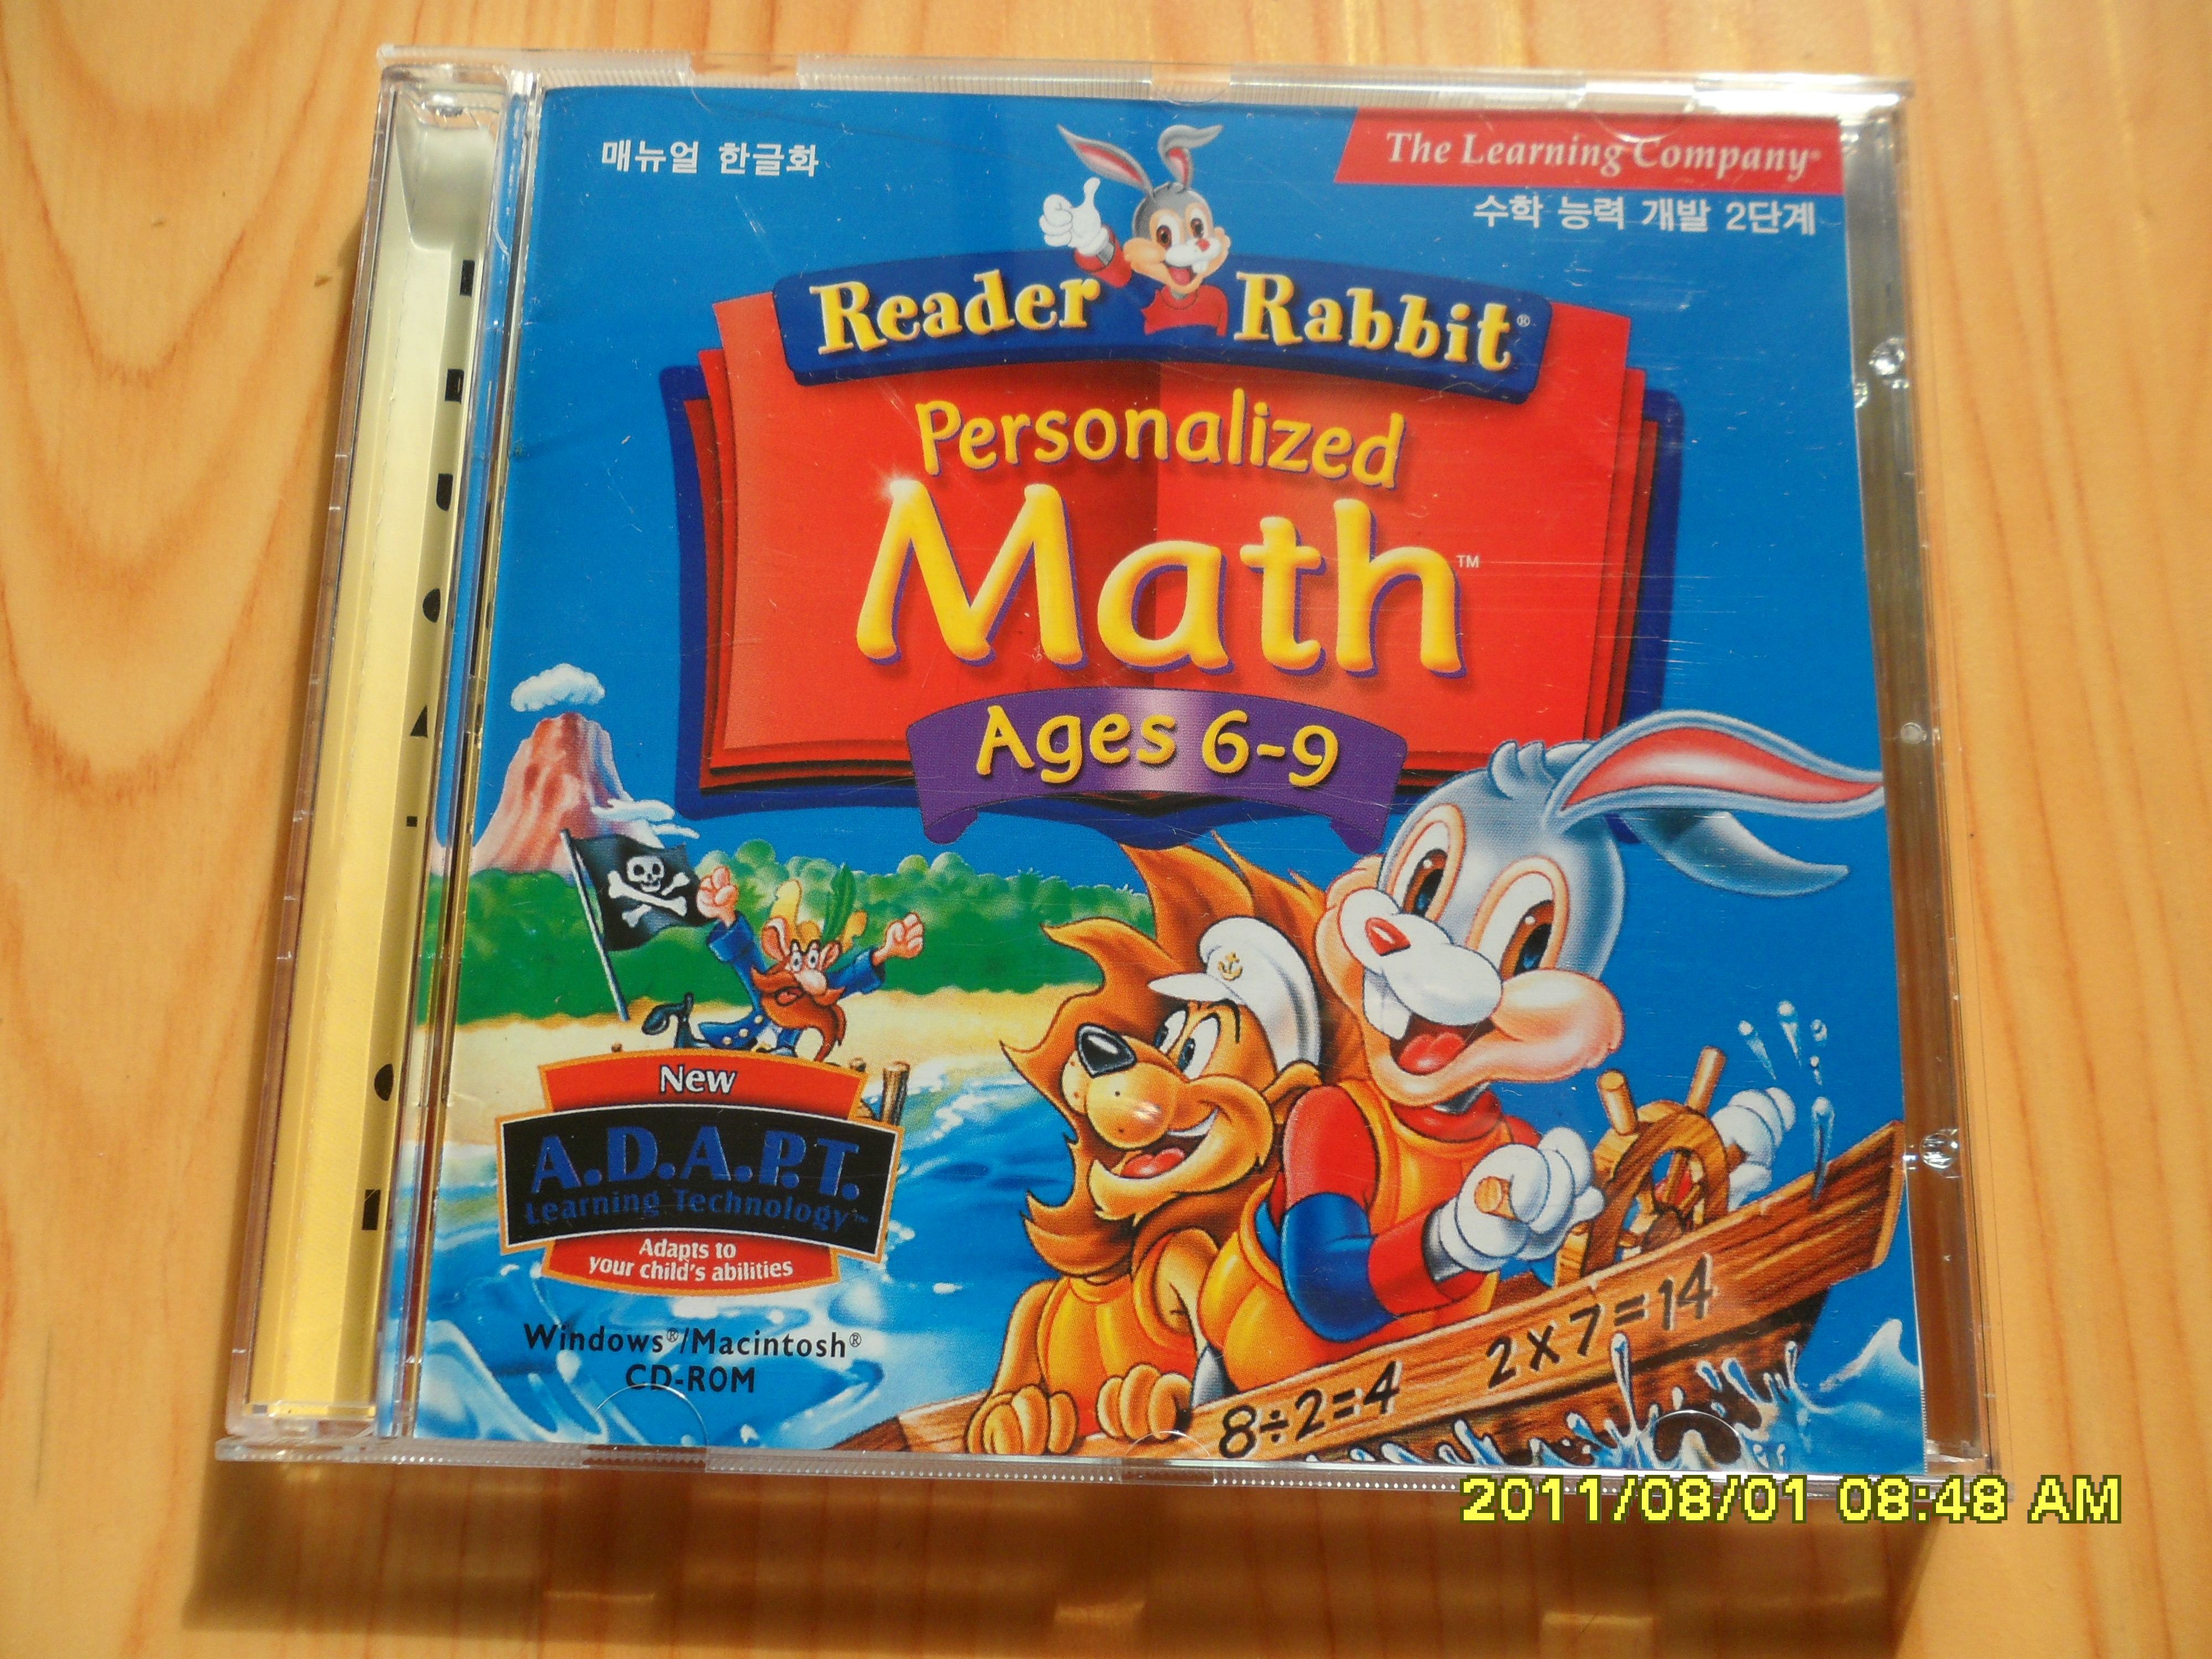 매뉴얼 한글화
The Learning Company®
수학 능력 개발 2단계
Reader Rabbit®
Personalized
Math™
Ages 6-9
New
A.D.A.P.T.
Learning Technology™
Adapts to
your child's abilities
Windows®/Macintosh®
CD-ROM
8÷2=4 2x7=14
2011/08/01 08:48 AM